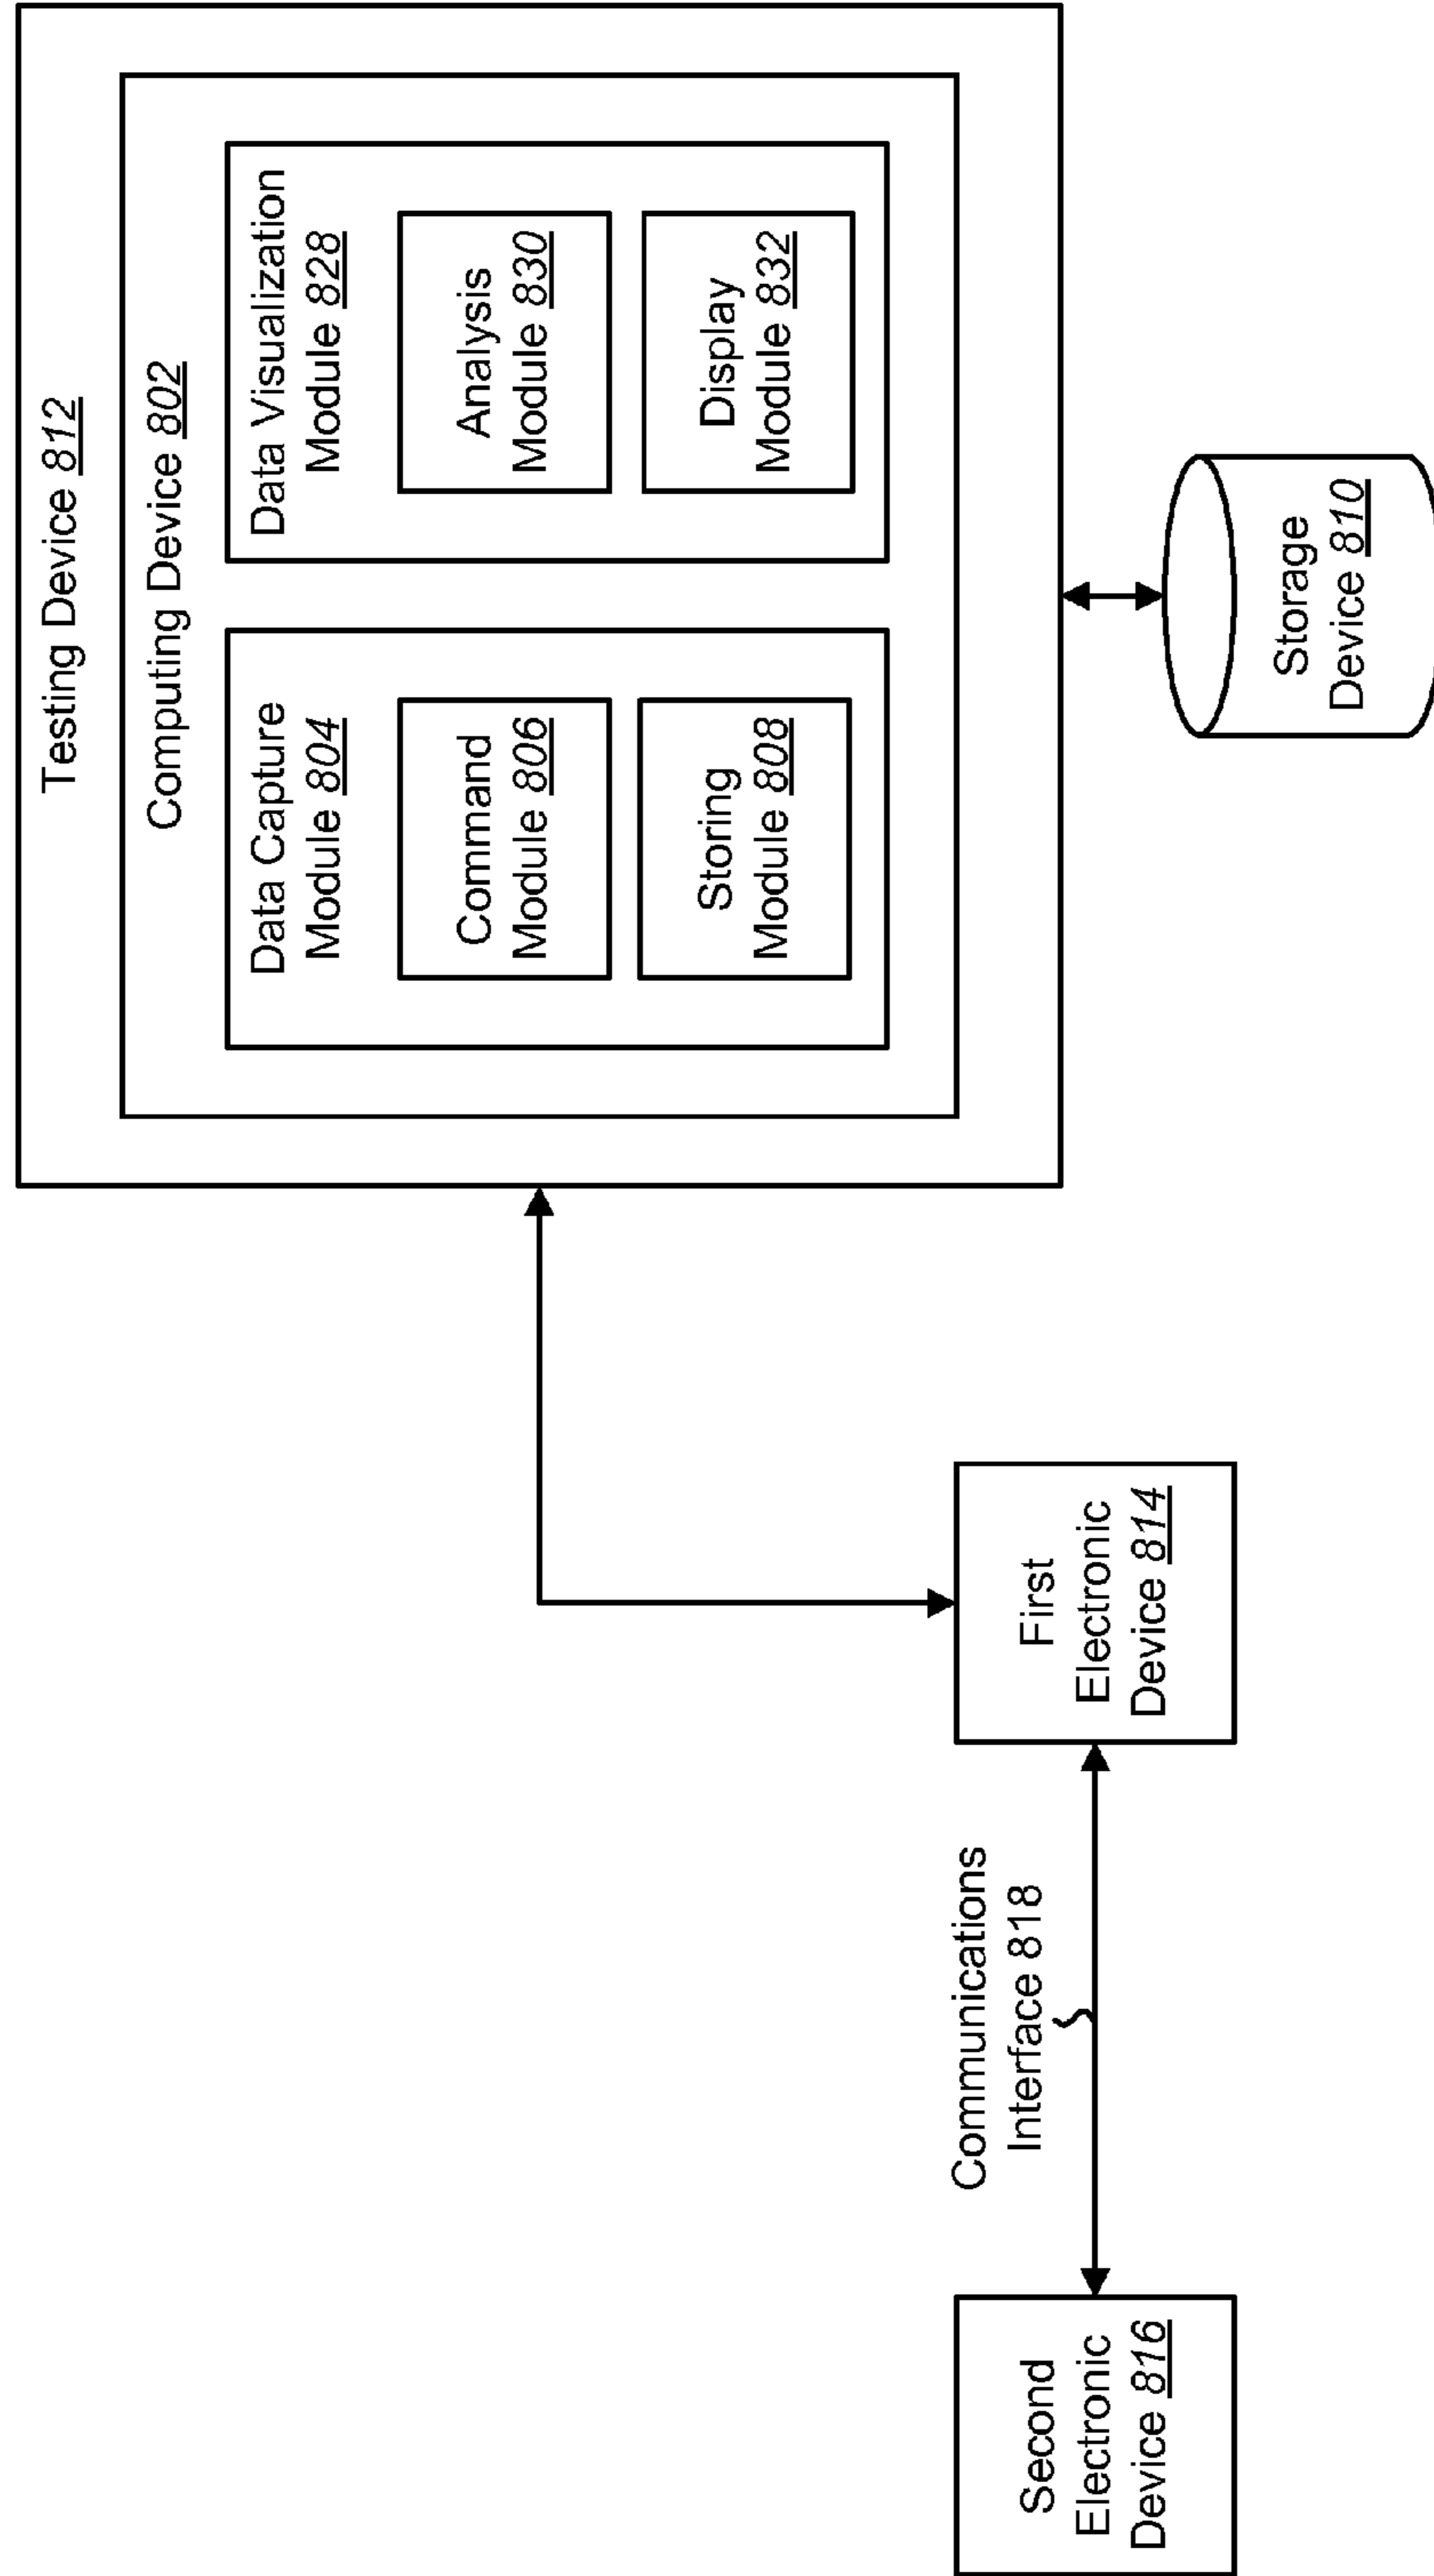 Testing Device 812
Computing Device 802
Data Capture
Module 804
Command
Module 806
Storing
Module 808
Data Visualization
Module 828
Analysis
Module 830
Display
Module 832
Second
Electronic
Device 816
Communications
Interface 818
First
Electronic
Device 814
Storage
Device 810